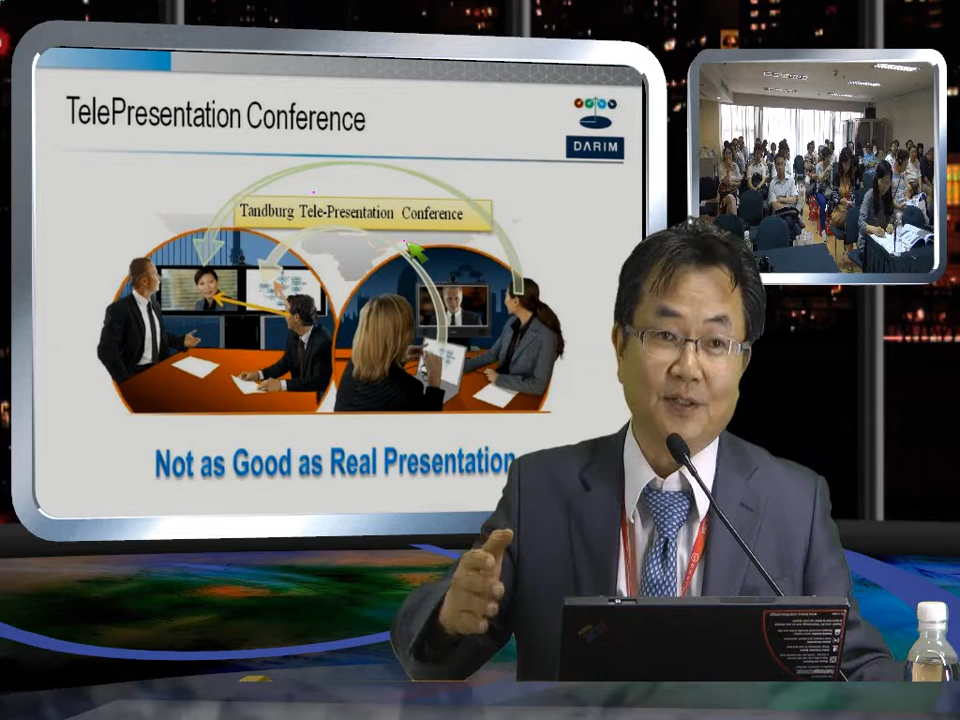 TelePresentation Conference
DARIM
Tandburg Tele-Presentation Conference
Not as Good as Real Presentation